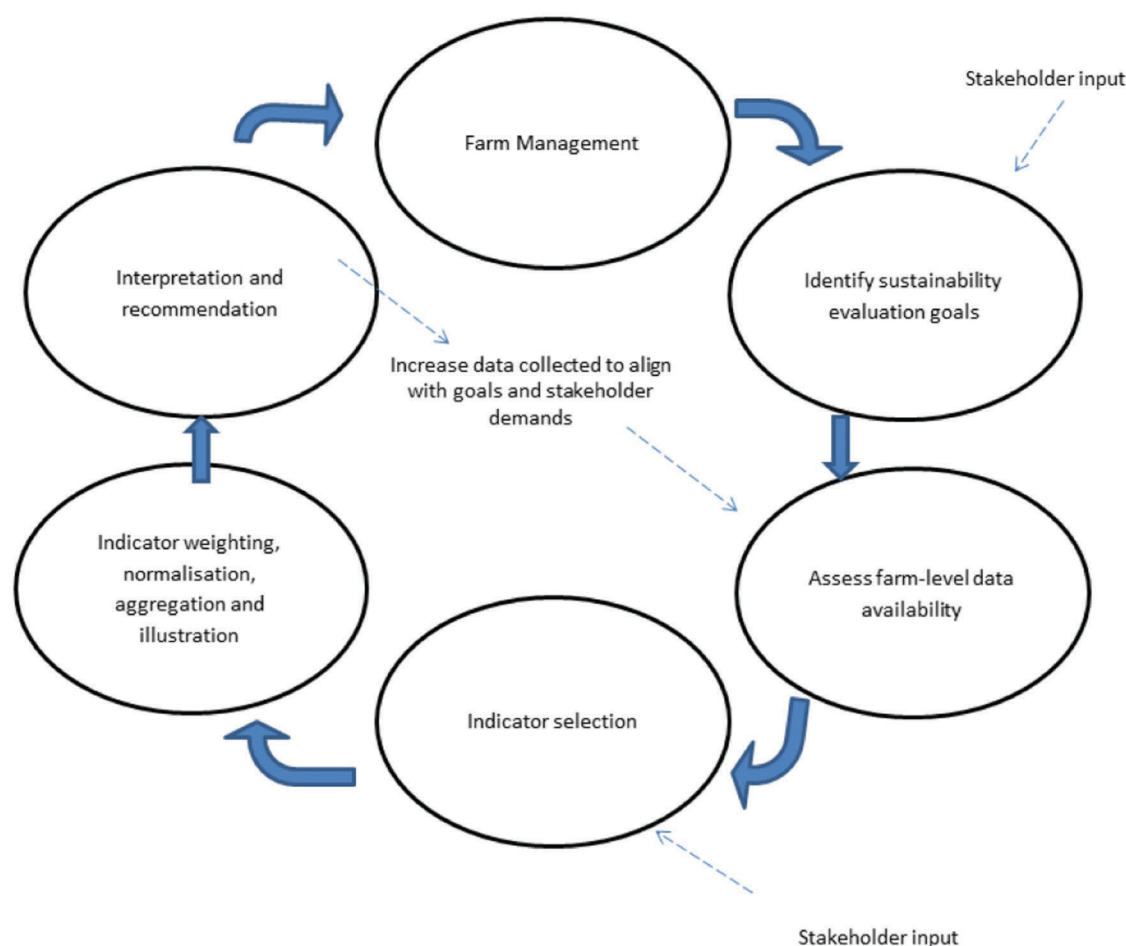 Stakeholder input
Farm Management
Interpretation and
recommendation
Identify sustainability
evaluation goals
Increase data collected to align
with goals and stakeholder
demands
Indicator weighting,
normalisation,
aggregation and
illustration
Assess farm-level data
availability
Indicator selection
Stakeholder input